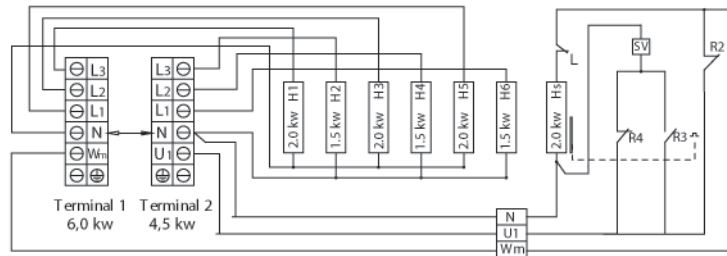 L3
L2
L1
N
Wm
Terminal 1
6,0 kw
L3
L2
L1
N
U1
Terminal 2
4,5 kw
2.0 kw H1
1.5 kw H2
2.0 kw H3
1.5 kw H4
2.0 kw H5
1.5 kw H6
2.0 kw Hs
L
SV
R4
R3
R2
N
U1
Wm